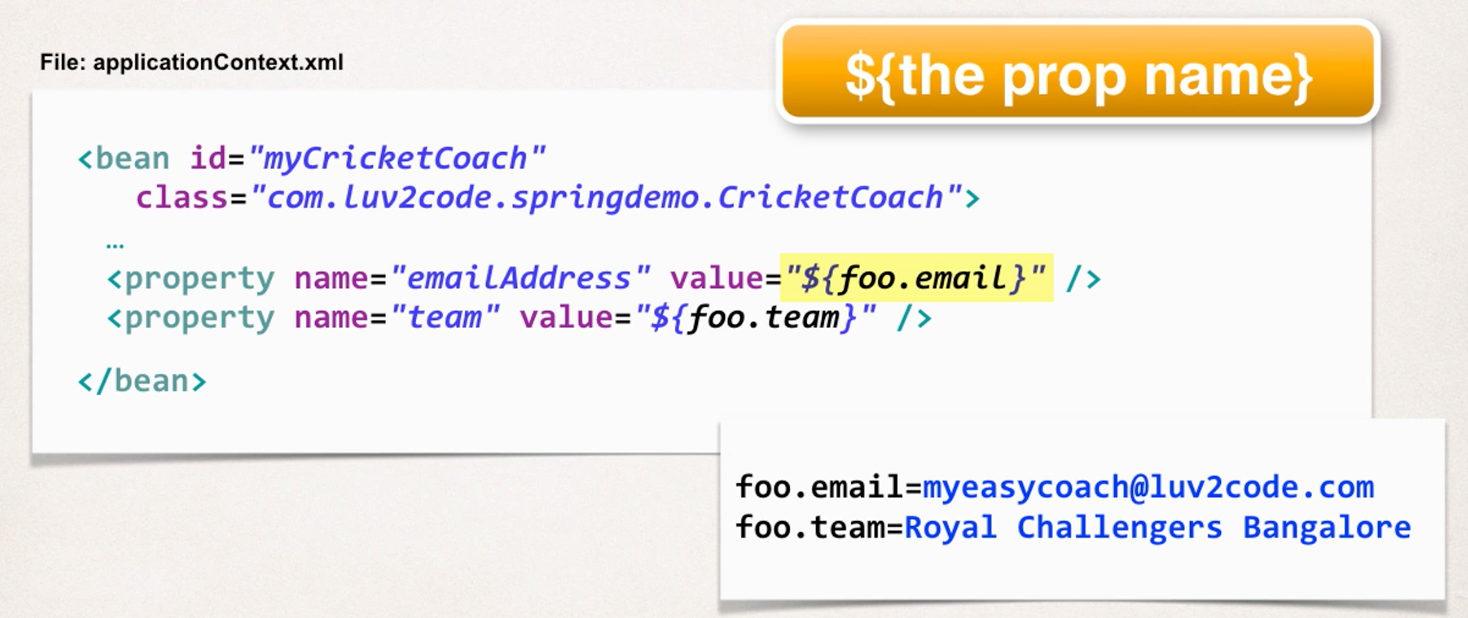 File: applicationContext.xml
${the prop name}
<bean id="myCricketCoach"
class="com.luv2code.springdemo.CricketCoach">
…
<property name="emailAddress" value="${foo.email}" />
<property name="team" value="${foo.team}" />
</bean>
foo.email=myeasycoach@luv2code.com
foo.team=Royal Challengers Bangalore